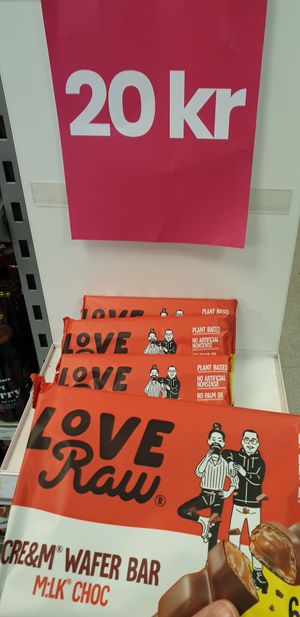 20 kr
LOVE
PLANT BASED
LOVE
PLANT BASED
NO ARTIFICIAL
NONSENSE
LOVE
PLANT BASED
NO ARTIFICIAL
NONSENSE
NO PALM OIL
LOVE
Raw®
CRE&M® WAFER BAR
M:LK® CHOC
6